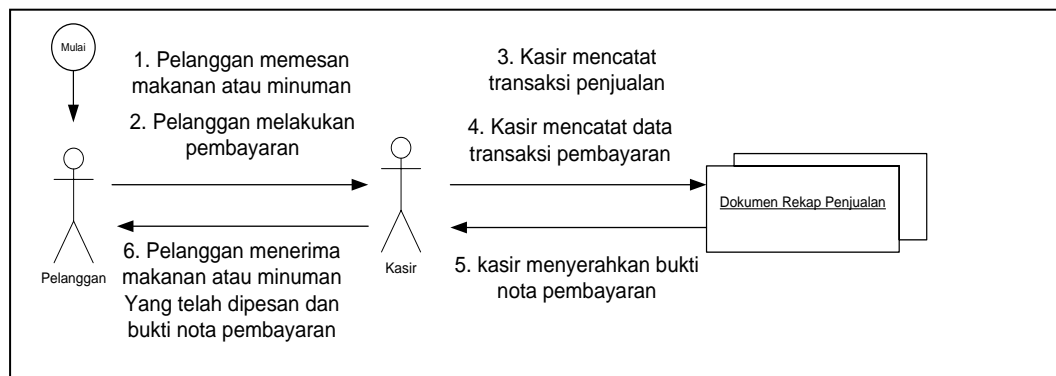 Mulai
1. Pelanggan memesan
makanan atau minuman
2. Pelanggan melakukan
pembayaran
3. Kasir mencatat
transaksi penjualan
4. Kasir mencatat data
transaksi pembayaran
Dokumen Rekap Penjualan
Pelanggan
6. Pelanggan menerima
makanan atau minuman
Yang telah dipesan dan
bukti nota pembayaran
Kasir
5. kasir menyerahkan bukti
nota pembayaran